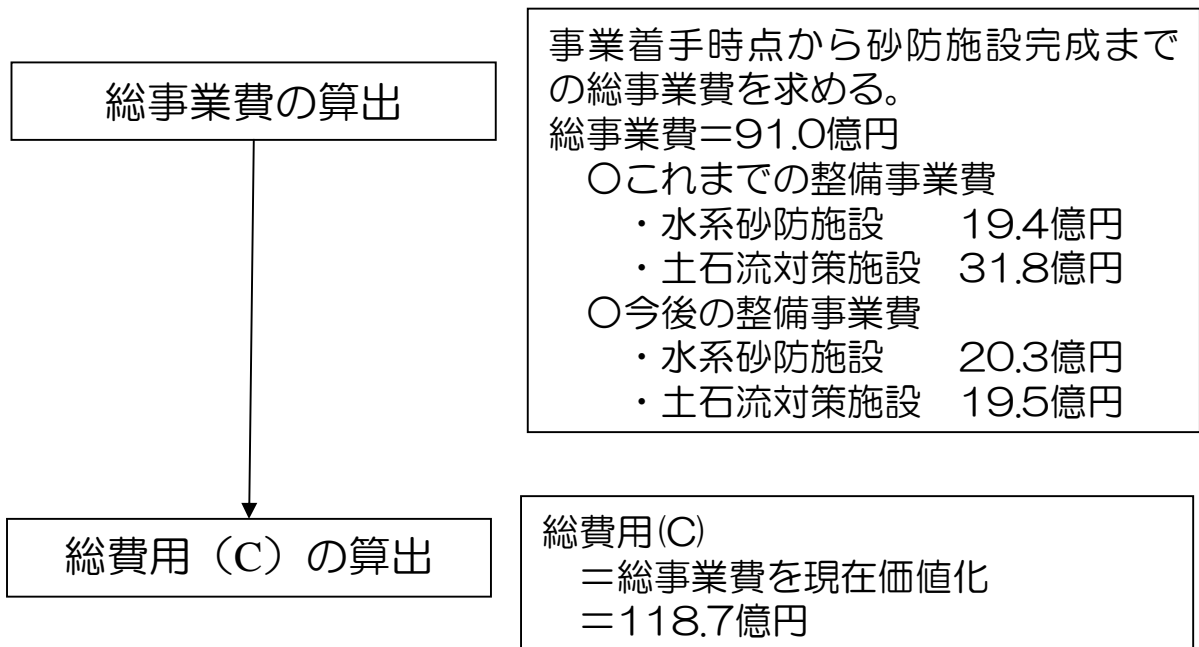 総事業費の算出
事業着手時点から砂防施設完成まで
の総事業費を求める。
総事業費＝91.0億円
○これまでの整備事業費
・水系砂防施設　19.4億円
・土石流対策施設　31.8億円
○今後の整備事業費
・水系砂防施設　20.3億円
・土石流対策施設　19.5億円
総費用（C）の算出
総費用(C)
＝総事業費を現在価値化
＝118.7億円